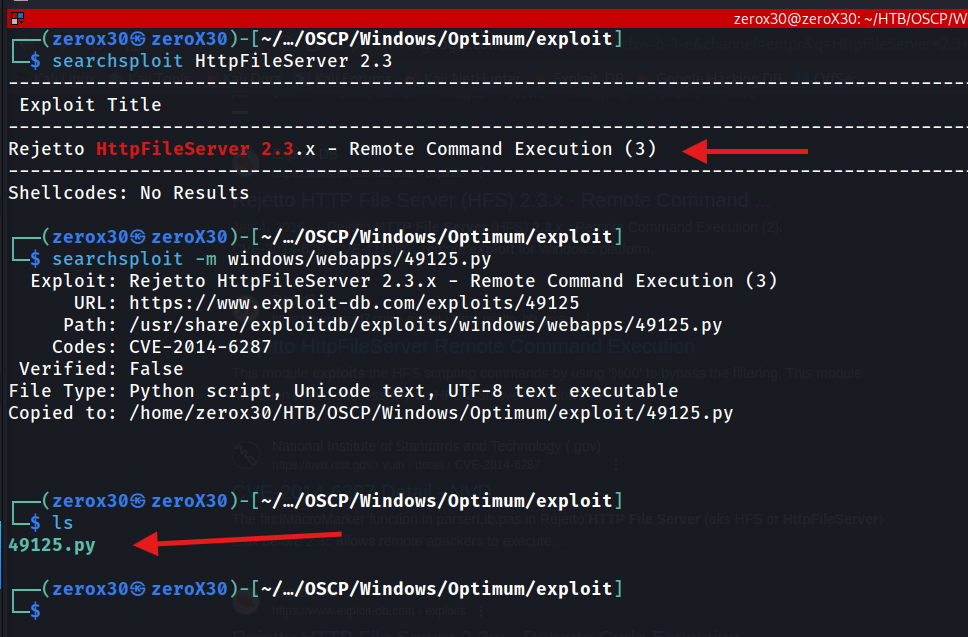 zerox30@zeroX30: ~/HTB/OSCP/W
┌──(zerox30㉿zeroX30)-[~/…/OSCP/Windows/Optimum/exploit]
└─$ searchsploit HttpFileServer 2.3
Exploit Title
Rejetto HttpFileServer 2.3.x - Remote Command Execution (3)
Shellcodes: No Results
┌──(zerox30㉿zeroX30)-[~/…/OSCP/Windows/Optimum/exploit]
└─$ searchsploit -m windows/webapps/49125.py
Exploit: Rejetto HttpFileServer 2.3.x - Remote Command Execution (3)
URL: https://www.exploit-db.com/exploits/49125
Path: /usr/share/exploitdb/exploits/windows/webapps/49125.py
Codes: CVE-2014-6287
Verified: False
File Type: Python script, Unicode text, UTF-8 text executable
Copied to: /home/zerox30/HTB/OSCP/Windows/Optimum/exploit/49125.py
┌──(zerox30㉿zeroX30)-[~/…/OSCP/Windows/Optimum/exploit]
└─$ ls
49125.py
┌──(zerox30㉿zeroX30)-[~/…/OSCP/Windows/Optimum/exploit]
└─$